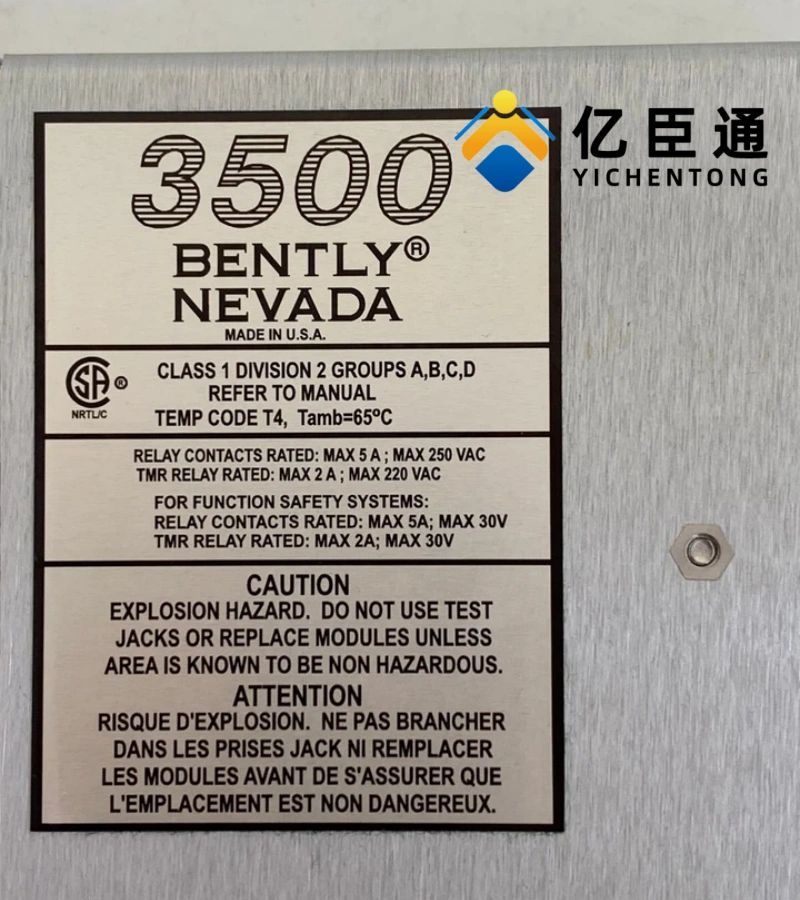 3500
BENTLY®
NEVADA
MADE IN U.S.A.
亿臣通
YICHENTONG
SA ®
NRTL/C
CLASS 1 DIVISION 2 GROUPS A,B,C,D
REFER TO MANUAL
TEMP CODE T4, Tamb=65ºC
RELAY CONTACTS RATED: MAX 5 A ; MAX 250 VAC
TMR RELAY RATED: MAX 2 A ; MAX 220 VAC
FOR FUNCTION SAFETY SYSTEMS:
RELAY CONTACTS RATED: MAX 5A; MAX 30V
TMR RELAY RATED: MAX 2A; MAX 30V
CAUTION
EXPLOSION HAZARD. DO NOT USE TEST
JACKS OR REPLACE MODULES UNLESS
AREA IS KNOWN TO BE NON HAZARDOUS.
ATTENTION
RISQUE D'EXPLOSION. NE PAS BRANCHER
DANS LES PRISES JACK NI REMPLACER
LES MODULES AVANT DE S'ASSURER QUE
L'EMPLACEMENT EST NON DANGEREUX.